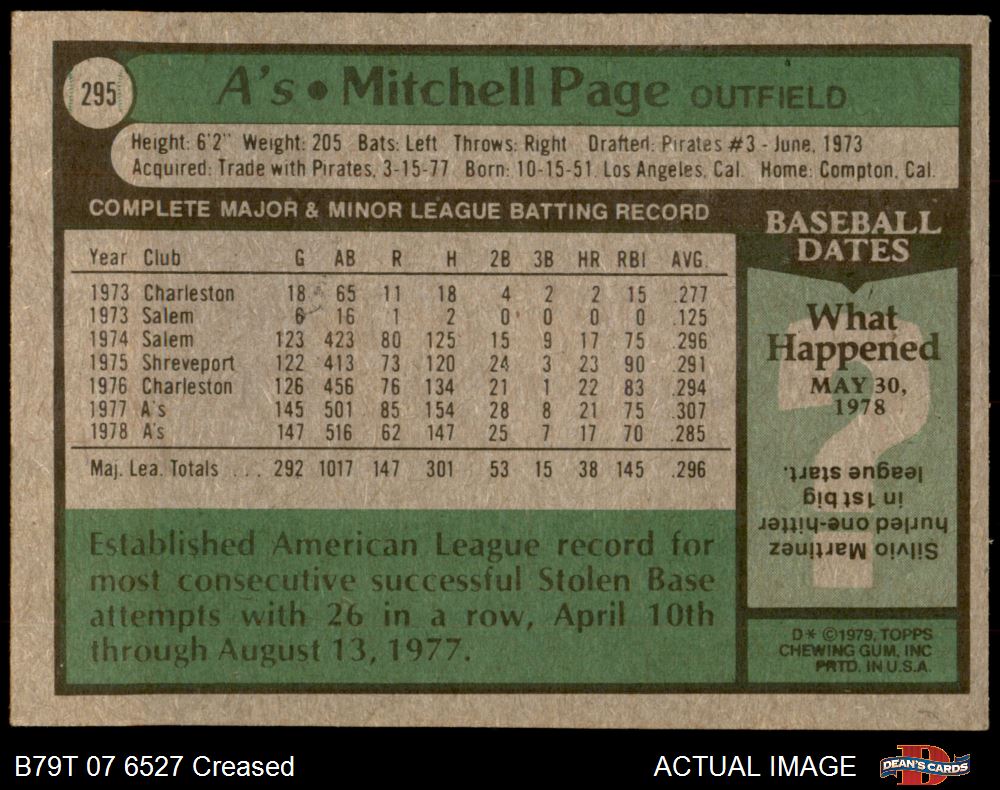 295
A's • Mitchell Page OUTFIELD
Height: 6'2" Weight: 205 Bats: Left Throws: Right Drafted: Pirates #3 - June, 1973
Acquired: Trade with Pirates, 3-15-77 Born: 10-15-51, Los Angeles, Cal. Home: Compton, Cal.
COMPLETE MAJOR & MINOR LEAGUE BATTING RECORD
Year Club G AB R H 2B 3B HR RBI AVG.
1973 Charleston 18 65 11 18 4 2 2 15 .277
1973 Salem 6 16 1 2 0 0 0 0 .125
1974 Salem 123 423 80 125 15 9 17 75 .296
1975 Shreveport 122 413 73 120 24 3 23 90 .291
1976 Charleston 126 456 76 134 21 1 22 83 .294
1977 A's 145 501 85 154 28 8 21 75 .307
1978 A's 147 516 62 147 25 7 17 70 .285
Maj. Lea. Totals . . . 292 1017 147 301 53 15 38 145 .296
Established American League record for
most consecutive successful Stolen Base
attempts with 26 in a row, April 10th
through August 13, 1977.
BASEBALL
DATES
What
Happened
MAY 30,
1978
?
Silvio Martinez
hurled one-hitter
in 1st big
league start.
D* ©1979, TOPPS
CHEWING GUM, INC
PRTD. IN U.S.A.
B79T 07 6527 Creased
ACTUAL IMAGE
D
DEAN'S CARDS